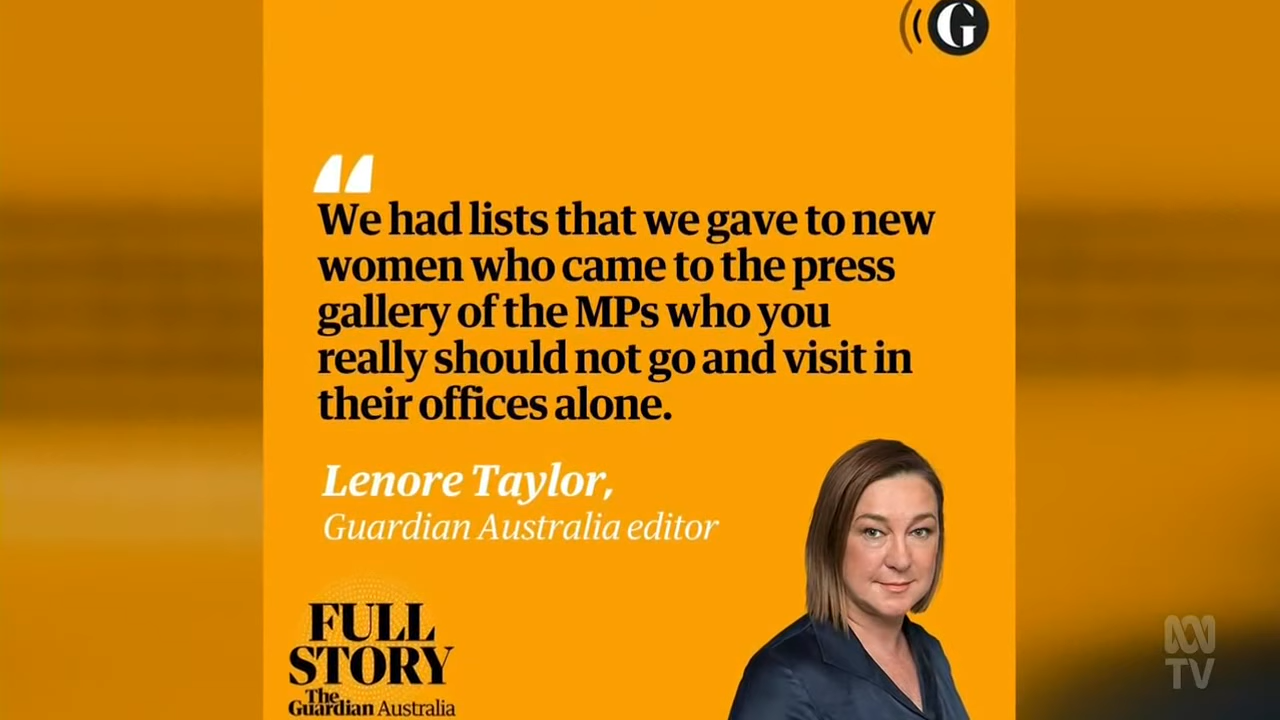 G
“
We had lists that we gave to new
women who came to the press
gallery of the MPs who you
really should not go and visit in
their offices alone.
Lenore Taylor,
Guardian Australia editor
FULL
STORY
The
Guardian Australia
TV